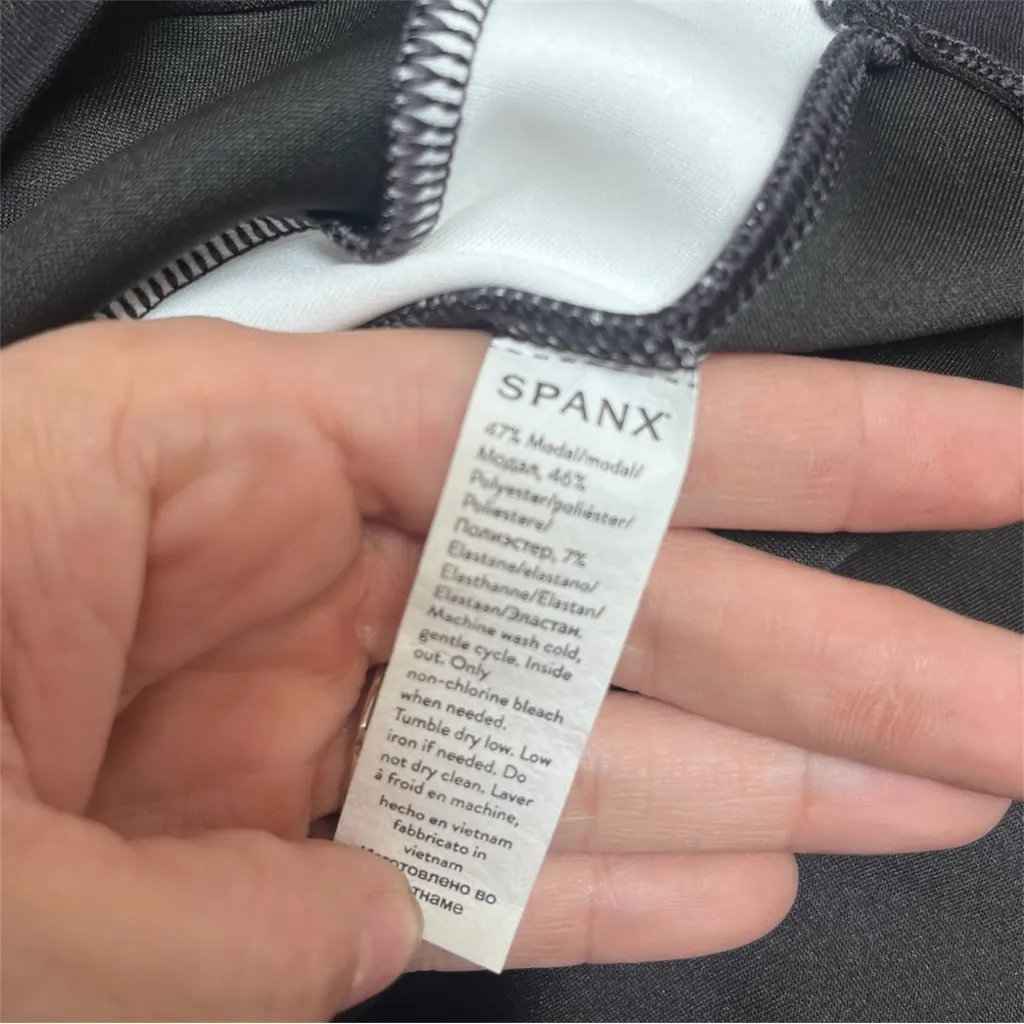 SPANX
47% Modal/modal/
Модал, 46%
Polyester/poliéster/
Poliestere/
Полиэстер, 7%
Elastane/elastano/
Elasthanne/Elastan/
Elastaan/Эластан.
Machine wash cold,
gentle cycle. Inside
out. Only
non-chlorine bleach
when needed.
Tumble dry low. Low
iron if needed. Do
not dry clean. Laver
à froid en machine,
hecho en vietnam
fabbricato in
vietnam
во